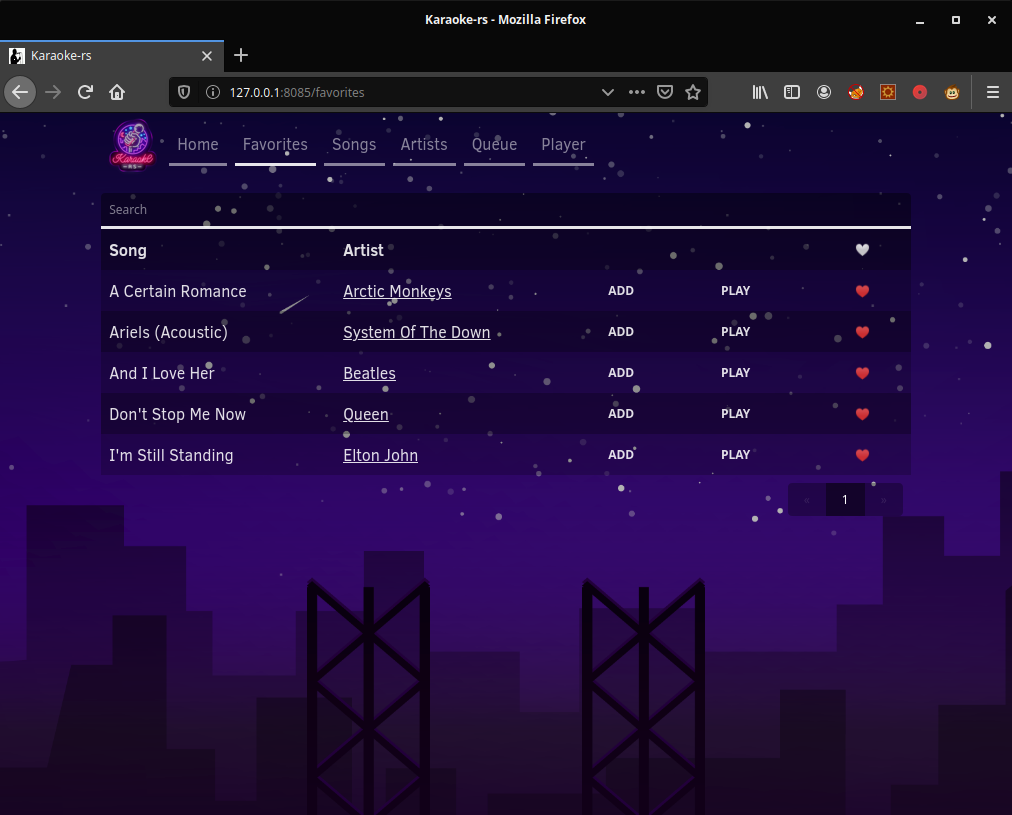 Karaoke-rs - Mozilla Firefox
Karaoke-rs
127.0.0.1:8085/favorites
Karaoke
RS
Home Favorites Songs Artists Queue Player
Search
Song Artist
A Certain Romance Arctic Monkeys ADD PLAY
Ariels (Acoustic) System Of The Down ADD PLAY
And I Love Her Beatles ADD PLAY
Don't Stop Me Now Queen ADD PLAY
I'm Still Standing Elton John ADD PLAY
« 1 »